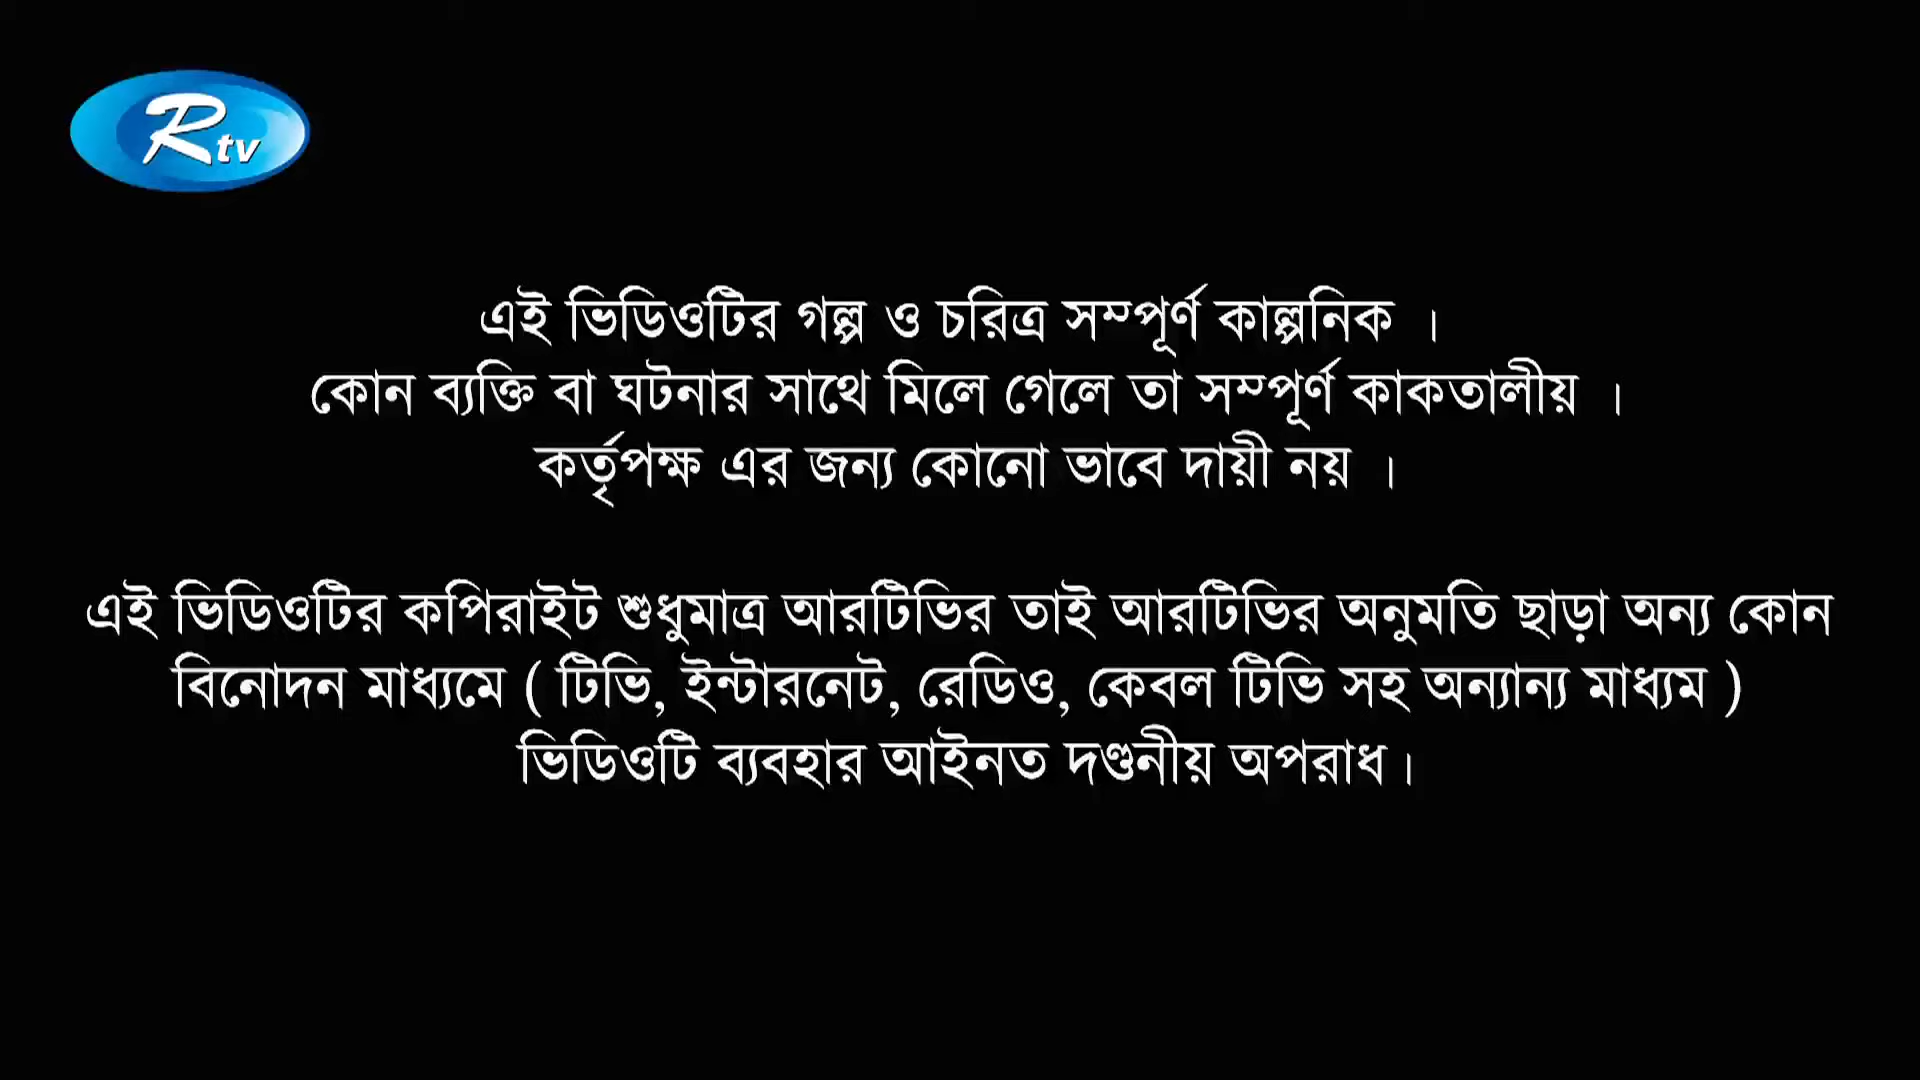 Rtv
এই ভিডিওটির গল্প ও চরিত্র সম্পূর্ণ কাল্পনিক ।
কোন ব্যক্তি বা ঘটনার সাথে মিলে গেলে তা সম্পূর্ণ কাকতালীয় ।
কর্তৃপক্ষ এর জন্য কোনো ভাবে দায়ী নয় ।
এই ভিডিওটির কপিরাইট শুধুমাত্র আরটিভির তাই আরটিভির অনুমতি ছাড়া অন্য কোন
বিনোদন মাধ্যমে ( টিভি, ইন্টারনেট, রেডিও, কেবল টিভি সহ অন্যান্য মাধ্যম )
ভিডিওটি ব্যবহার আইনত দণ্ডনীয় অপরাধ।